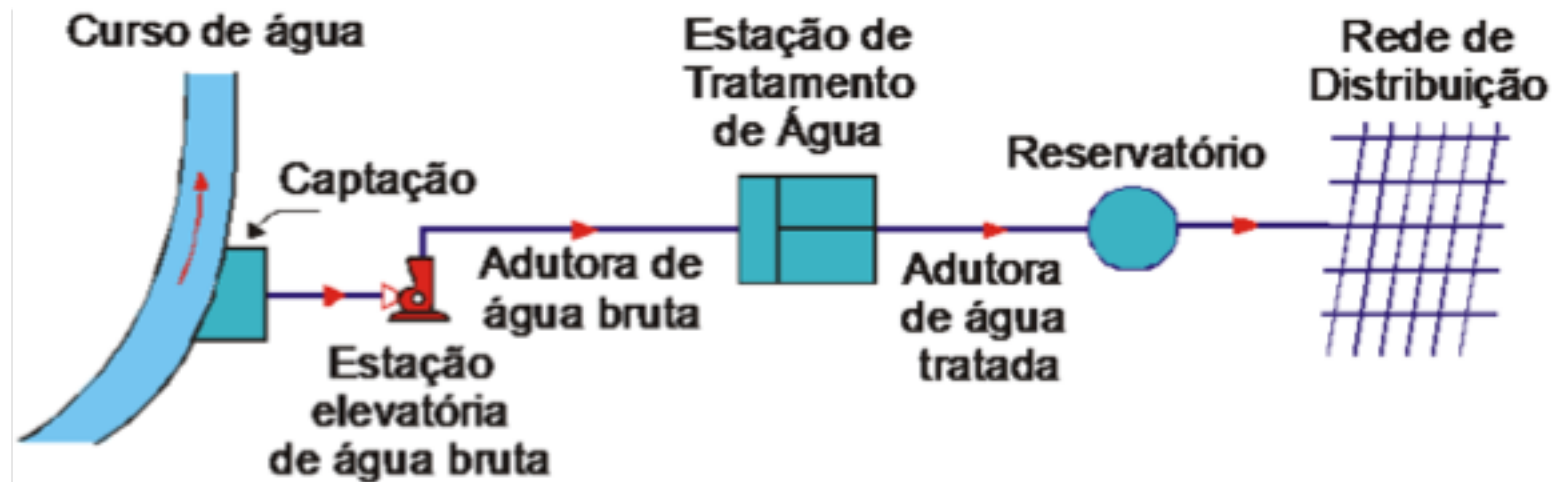 Curso de água
Captação
Estação
elevatória
de água bruta
Adutora de
água bruta
Estação de
Tratamento
de Água
Adutora
de água
tratada
Reservatório
Rede de
Distribuição